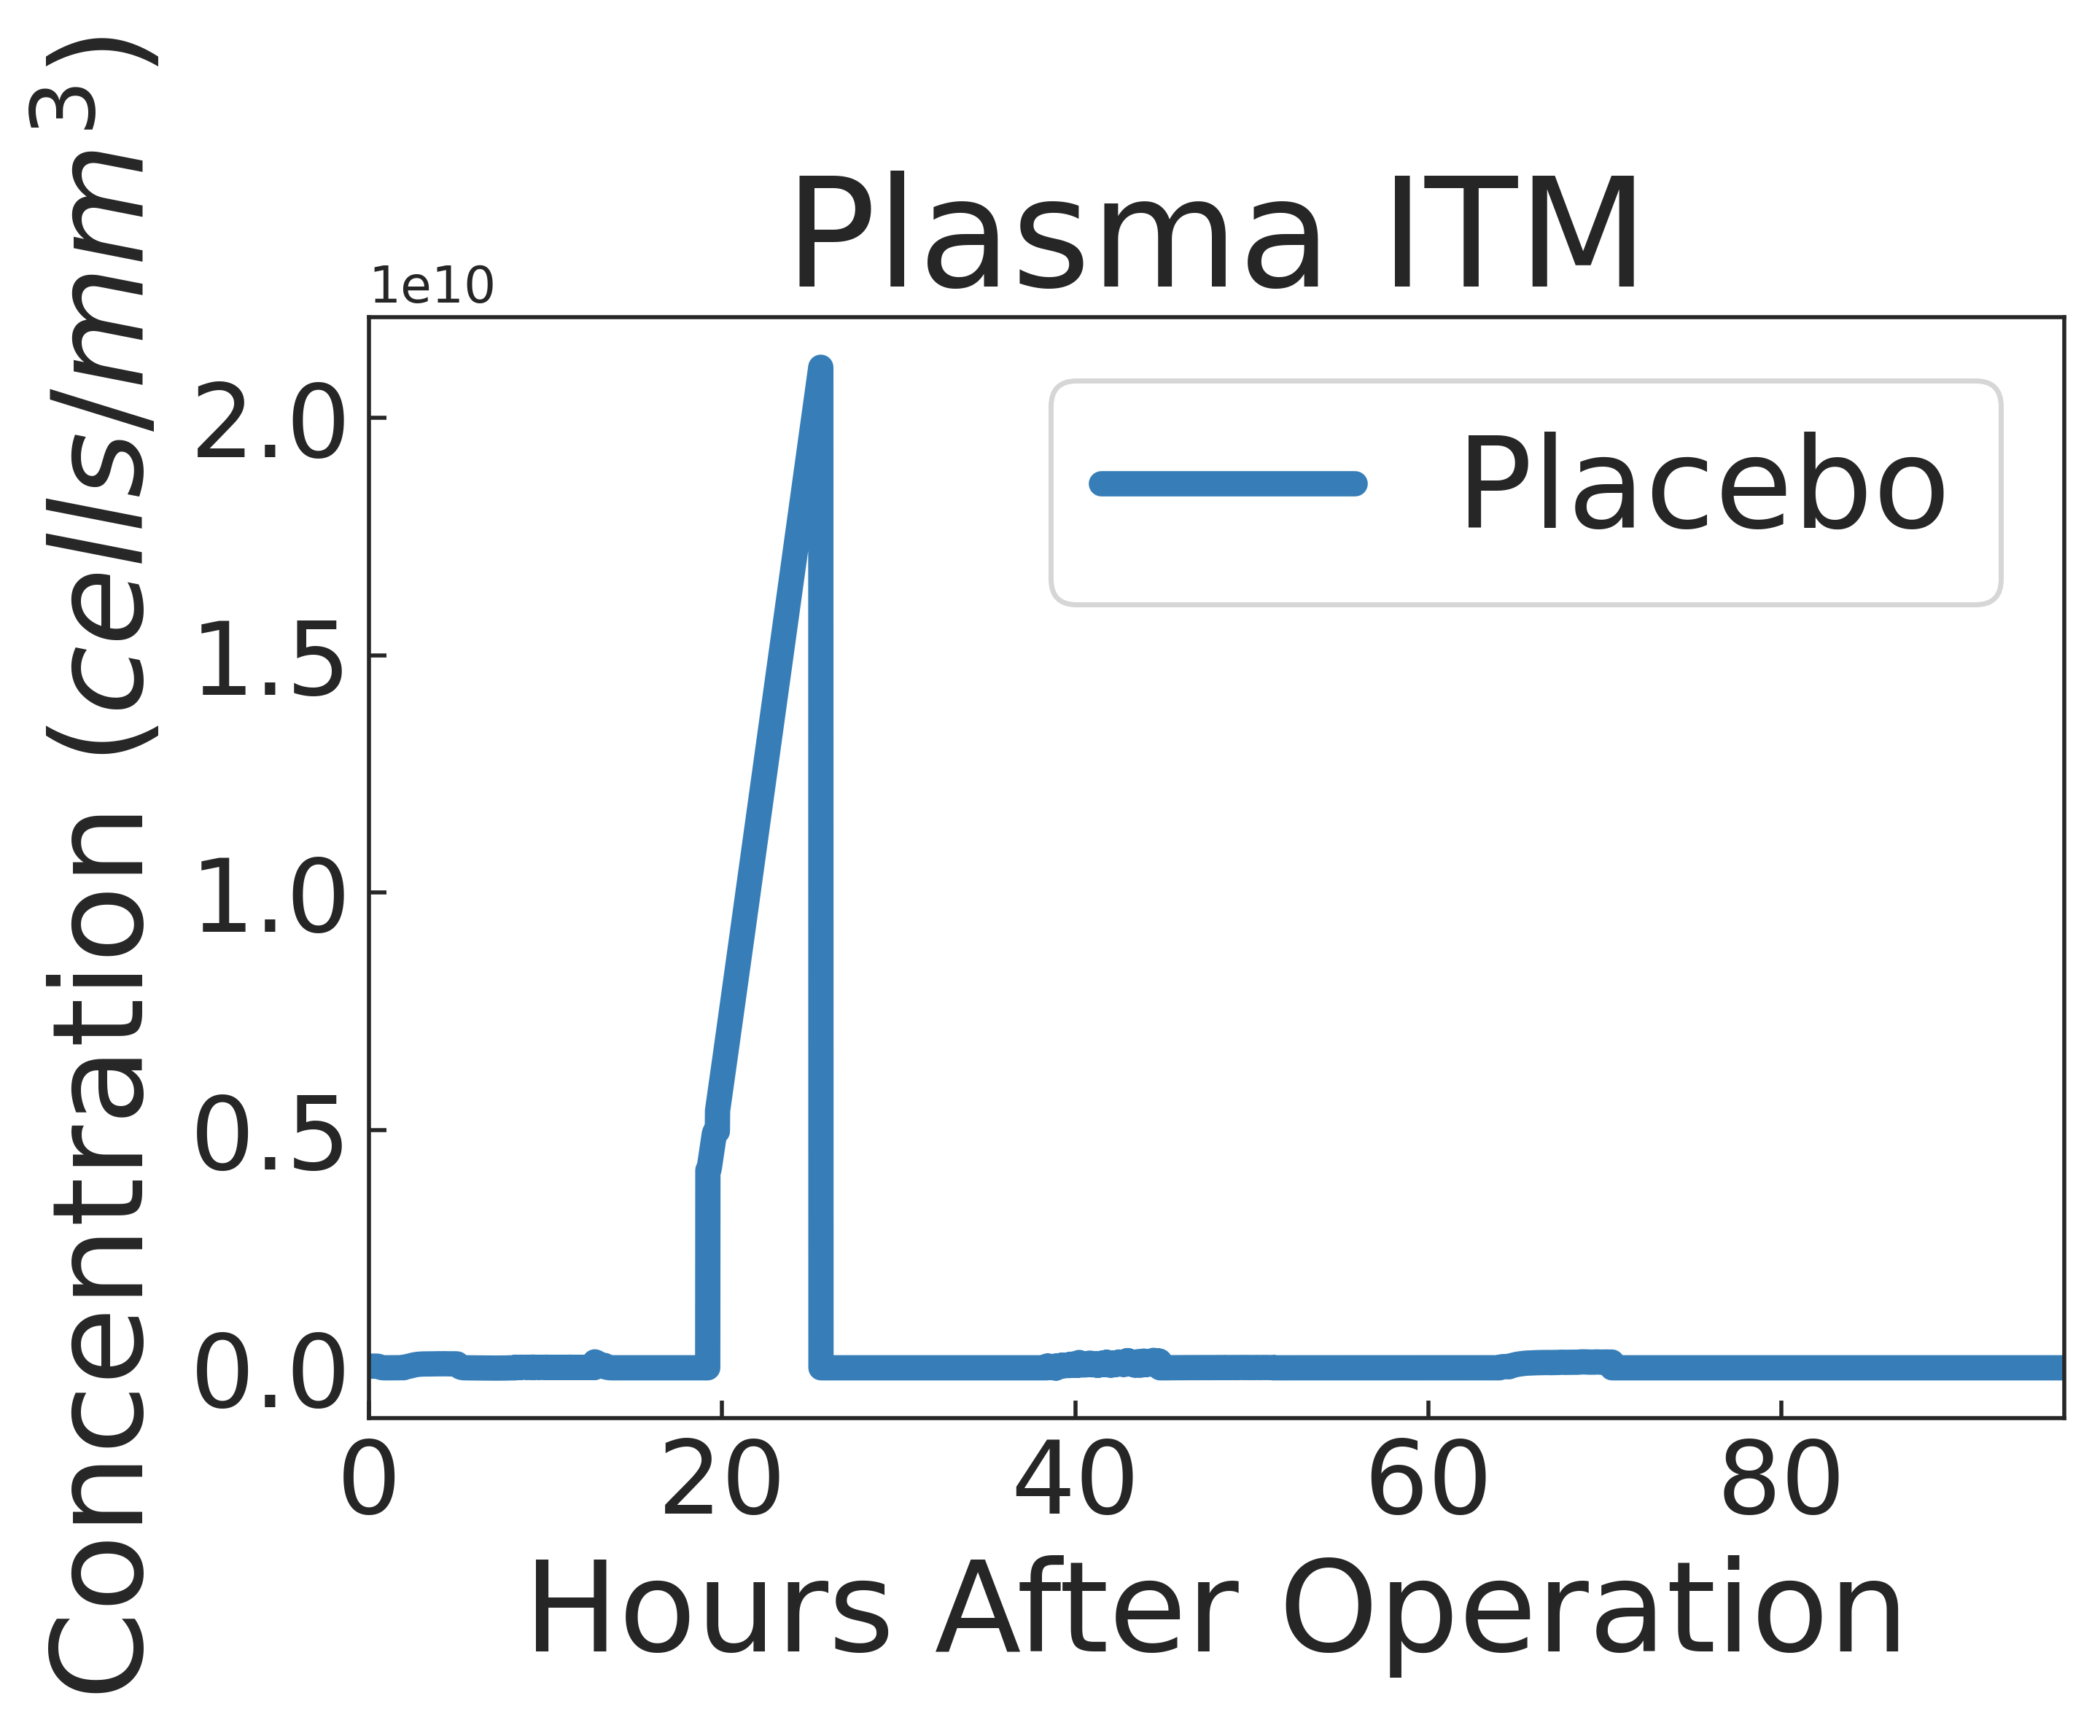 Plasma ITM
1e10
Concentration (cells/mm³)
2.0
1.5
1.0
0.5
0.0
Placebo
0 20 40 60 80
Hours After Operation